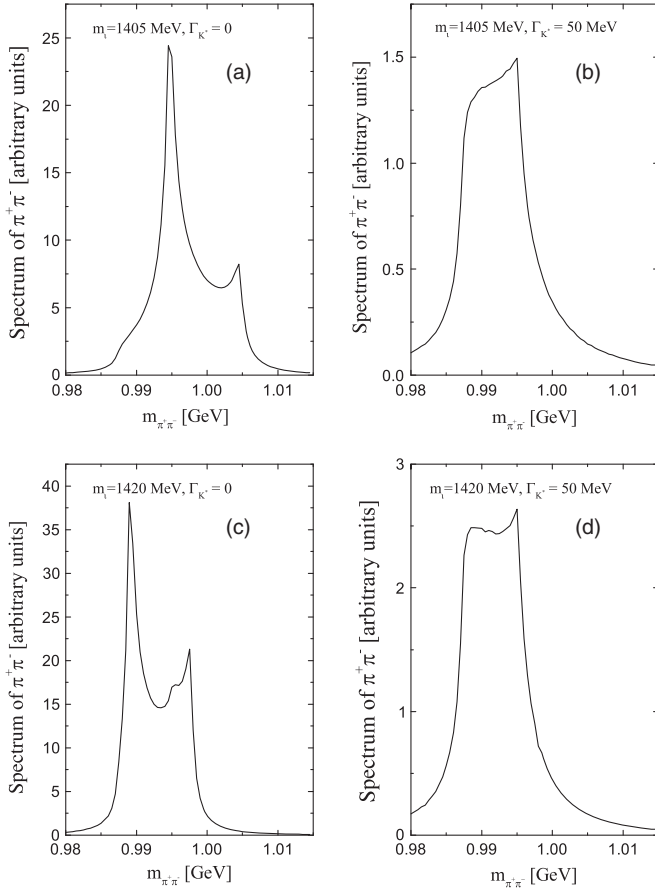 m_ι=1405 MeV, Γ_K* = 0
(a)
25
20
15
10
5
0
0.98 0.99 1.00 1.01
Spectrum of π⁺π⁻ [arbitrary units]
m_π⁺π⁻ [GeV]
m_ι=1405 MeV, Γ_K* = 50 MeV
(b)
1.5
1.0
0.5
0.0
0.98 0.99 1.00 1.01
Spectrum of π⁺π⁻ [arbitrary units]
m_π⁺π⁻ [GeV]
m_ι=1420 MeV, Γ_K* = 0
(c)
40
35
30
25
20
15
10
5
0
0.98 0.99 1.00 1.01
Spectrum of π⁺π⁻ [arbitrary units]
m_π⁺π⁻ [GeV]
m_ι=1420 MeV, Γ_K* = 50 MeV
(d)
3
2
1
0
0.98 0.99 1.00 1.01
Spectrum of π⁺π⁻ [arbitrary units]
m_π⁺π⁻ [GeV]